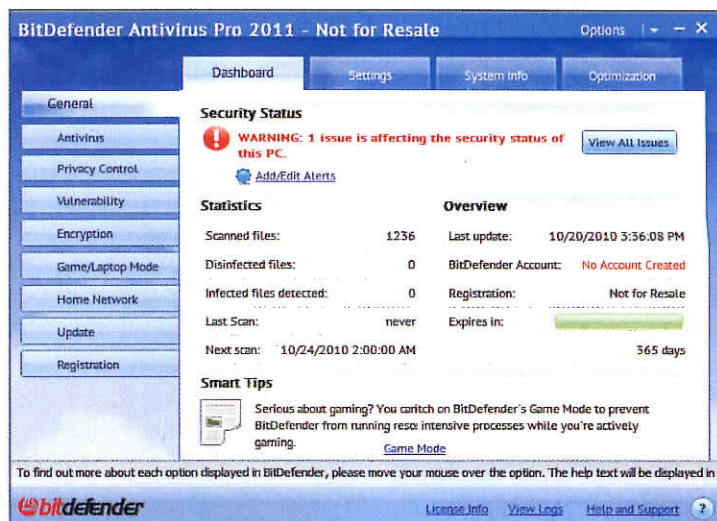 BitDefender Antivirus Pro 2011 - Not for Resale
Options
Dashboard
Settings
System Info
Optimization
General
Antivirus
Privacy Control
Vulnerability
Encryption
Game/Laptop Mode
Home Network
Update
Registration
Security Status
WARNING: 1 issue is affecting the security status of
this PC.
View All Issues
Add/Edit Alerts
Statistics
Scanned files: 1236
Disinfected files: 0
Infected files detected: 0
Last Scan: never
Next scan: 10/24/2010 2:00:00 AM
Overview
Last update: 10/20/2010 3:36:08 PM
BitDefender Account: No Account Created
Registration: Not for Resale
Expires in:
365 days
Smart Tips
Serious about gaming? You caritch on BitDefender's Game Mode to prevent
BitDefender from running resce intensive processes while you're actively
gaming.
Game Mode
To find out more about each option displayed in BitDefender, please move your mouse over the option. The help text will be displayed in
bitdefender
License Info View Logs Help and Support ?